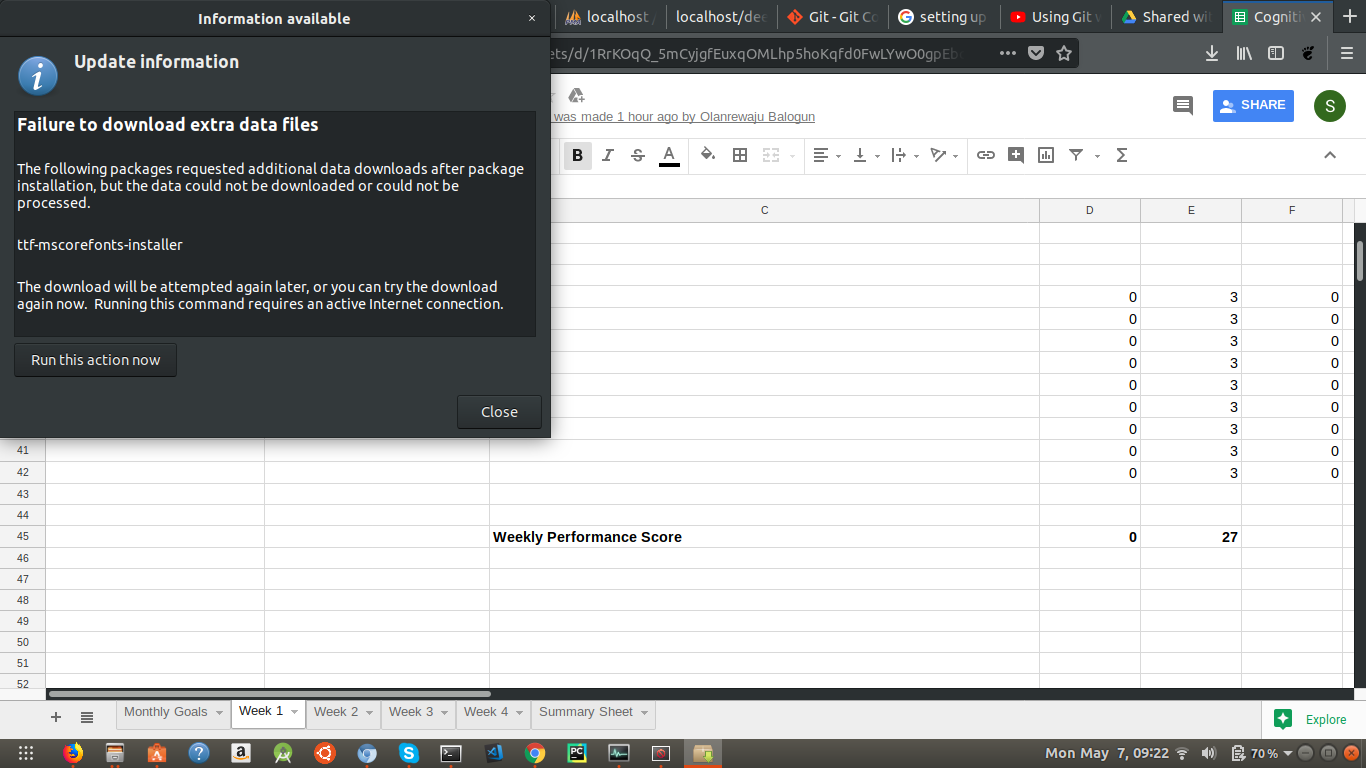 Information available
×
Update information
Failure to download extra data files
The following packages requested additional data downloads after package
installation, but the data could not be downloaded or could not be
processed.
ttf-mscorefonts-installer
The download will be attempted again later, or you can try the download
again now.  Running this command requires an active Internet connection.
Run this action now
Close
localhost /
localhost/dee
Git - Git Co
setting up
Using Git w
Shared wi
Cogniti
ets/d/1RrKOqQ_5mCyjgfEuxqOMLhp5hoKqfd0FwLYwO0gpEb
was made 1 hour ago by Olanrewaju Balogun
SHARE
S
B I S A
C D E F
0 3 0
0 3 0
0 3 0
0 3 0
0 3 0
0 3 0
0 3 0
41 0 3 0
42 0 3 0
43
44
45 Weekly Performance Score 0 27
46
47
48
49
50
51
52
Monthly Goals Week 1 Week 2 Week 3 Week 4 Summary Sheet
Explore
Mon May  7, 09:22 70 %